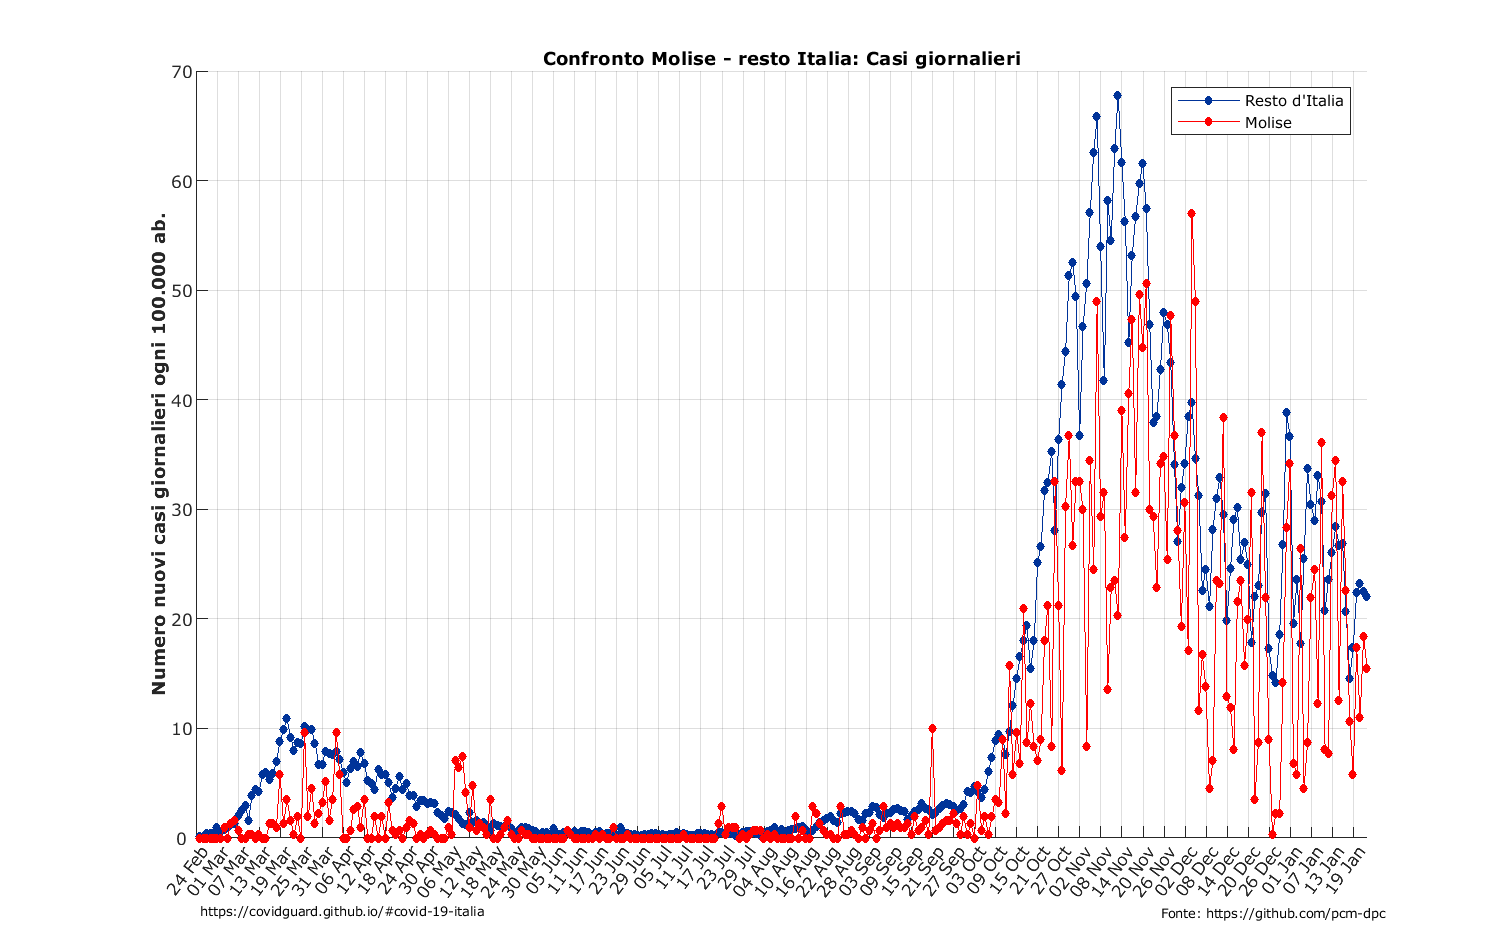 Confronto Molise - resto Italia: Casi giornalieri
Numero nuovi casi giornalieri ogni 100.000 ab.
70
60
50
40
30
20
10
0
Resto d'Italia
Molise
24 Feb
01 Mar
07 Mar
13 Mar
19 Mar
25 Mar
31 Mar
06 Apr
12 Apr
18 Apr
24 Apr
30 Apr
06 May
12 May
18 May
24 May
30 May
05 Jun
11 Jun
17 Jun
23 Jun
29 Jun
05 Jul
11 Jul
17 Jul
23 Jul
29 Jul
04 Aug
10 Aug
16 Aug
22 Aug
28 Aug
03 Sep
09 Sep
15 Sep
21 Sep
27 Sep
03 Oct
09 Oct
15 Oct
21 Oct
27 Oct
02 Nov
08 Nov
14 Nov
20 Nov
26 Nov
02 Dec
08 Dec
14 Dec
20 Dec
26 Dec
01 Jan
07 Jan
13 Jan
19 Jan
https://covidguard.github.io/#covid-19-italia
Fonte: https://github.com/pcm-dpc